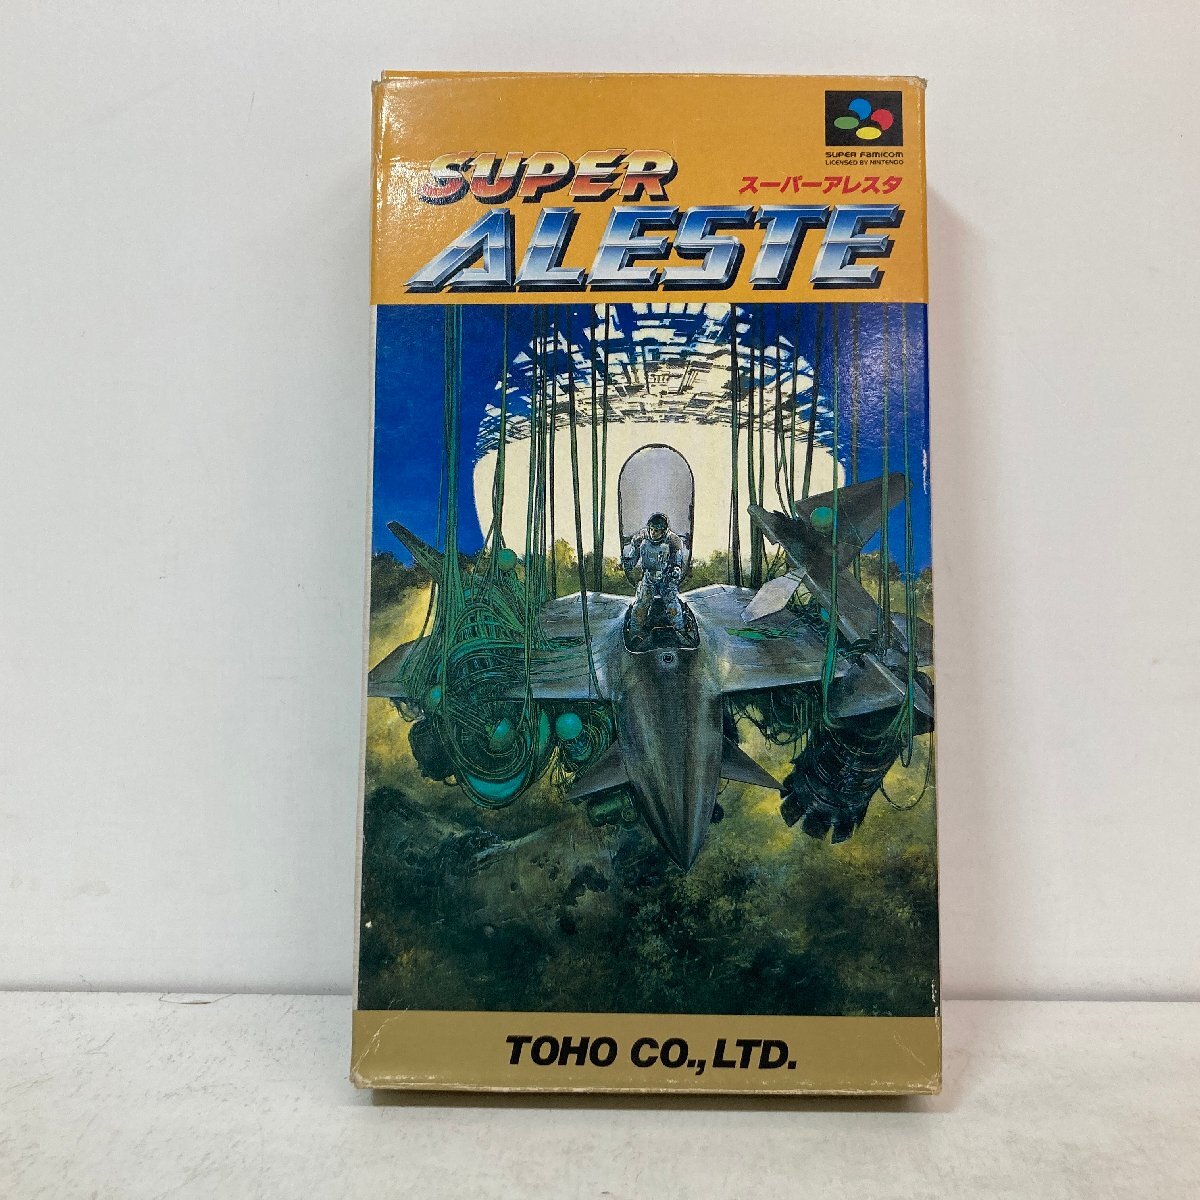 SUPER FAMICOM
LICENSED BY NINTENDO
SUPER
スーパーアレスタ
ALESTE
TOHO CO., LTD.